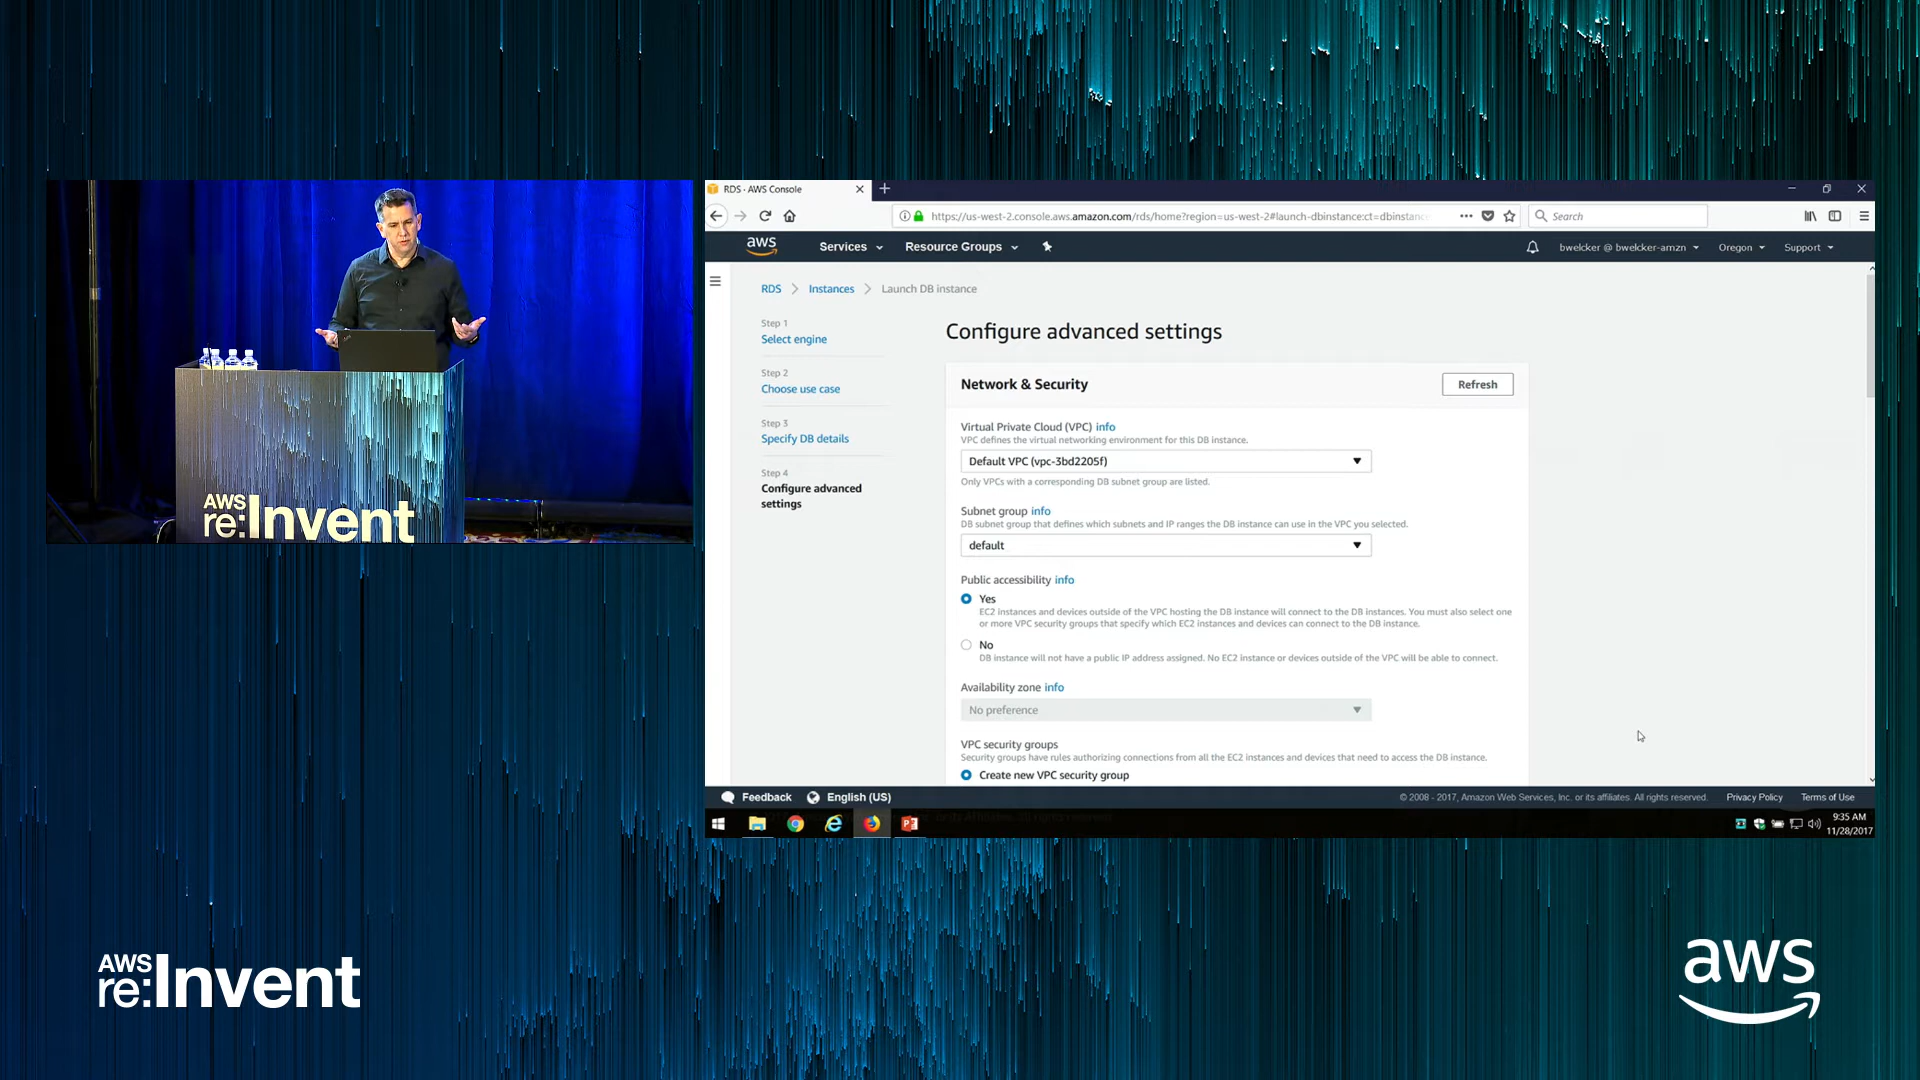 AWS
re:Invent
RDS - AWS Console
https://us-west-2.console.aws.amazon.com/rds/home?region=us-west-2#launch-dbinstance:ct=dbinstance
Search
aws
Services
Resource Groups
bwelcker @ bwelcker-amzn
Oregon
Support
RDS
Instances
Launch DB instance
Step 1
Select engine
Step 2
Choose use case
Step 3
Specify DB details
Step 4
Configure advanced
settings
Configure advanced settings
Network & Security
Refresh
Virtual Private Cloud (VPC) info
VPC defines the virtual networking environment for this DB instance.
Default VPC (vpc-3bd2205f)
Only VPCs with a corresponding DB subnet group are listed.
Subnet group info
DB subnet group that defines which subnets and IP ranges the DB instance can use in the VPC you selected.
default
Public accessibility info
Yes
EC2 instances and devices outside of the VPC hosting the DB instance will connect to the DB instances. You must also select one
or more VPC security groups that specify which EC2 instances and devices can connect to the DB instance.
No
DB instance will not have a public IP address assigned. No EC2 instance or devices outside of the VPC will be able to connect.
Availability zone info
No preference
VPC security groups
Security groups have rules authorizing connections from all the EC2 instances and devices that need to access the DB instance.
Create new VPC security group
Feedback
English (US)
© 2008 - 2017, Amazon Web Services, Inc. or its affiliates. All rights reserved.
Privacy Policy
Terms of Use
9:35 AM
11/28/2017
AWS
re:Invent
aws